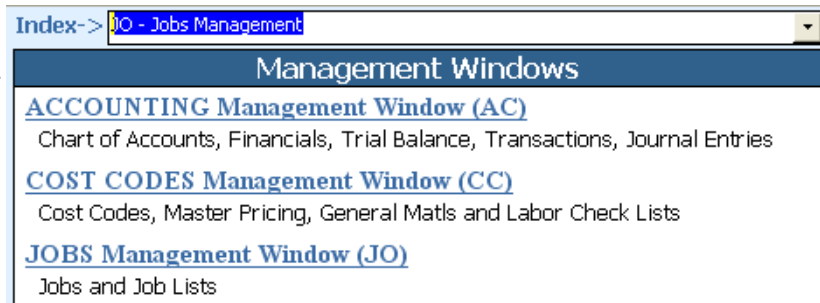 Index-> JO - Jobs Management
Management Windows
ACCOUNTING Management Window (AC)
Chart of Accounts, Financials, Trial Balance, Transactions, Journal Entries
COST CODES Management Window (CC)
Cost Codes, Master Pricing, General Matls and Labor Check Lists
JOBS Management Window (JO)
Jobs and Job Lists